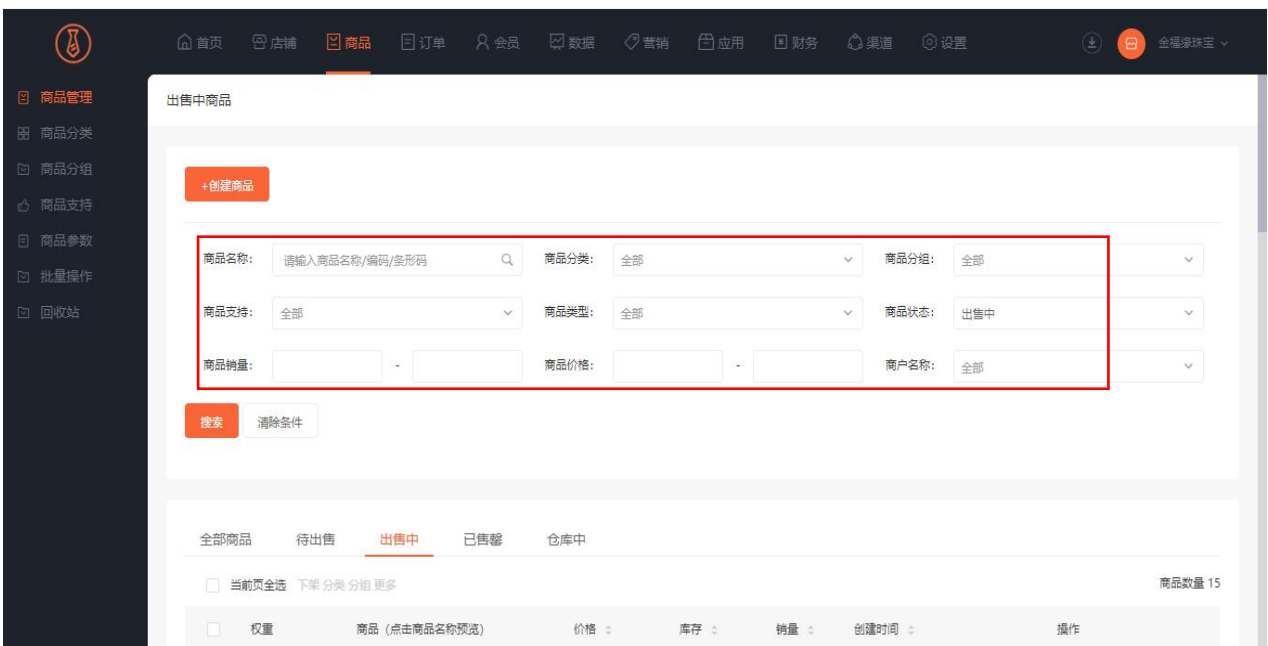 首页 店铺 商品 订单 会员 数据 营销 应用 财务 渠道 设置 金福缘珠宝
商品管理
商品分类
商品分组
商品支持
商品参数
批量操作
回收站
出售中商品
+创建商品
商品名称: 请输入商品名称/编码/条形码 商品分类: 全部 商品分组: 全部
商品支持: 全部 商品类型: 全部 商品状态: 出售中
商品销量: - 商品价格: - 商户名称: 全部
搜索 清除条件
全部商品 待出售 出售中 已售罄 仓库中
当前页全选 下架 分类 分组 更多 商品数量 15
权重 商品（点击商品名称预览） 价格 库存 销量 创建时间 操作